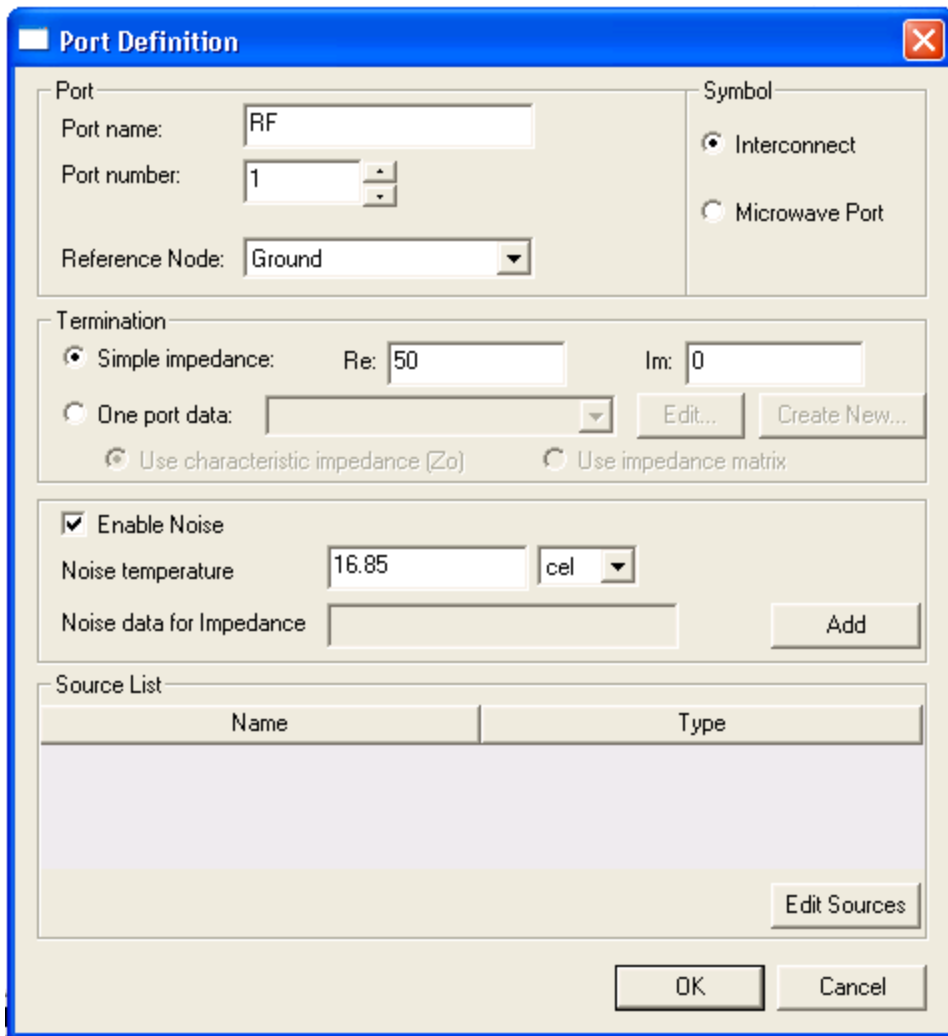 Port Definition
Port
Symbol
Port name: RF
Interconnect
Port number: 1
Microwave Port
Reference Node: Ground
Termination
Simple impedance: Re: 50 Im: 0
One port data: Edit... Create New...
Use characteristic impedance (Zo) Use impedance matrix
Enable Noise
Noise temperature 16.85 cel
Noise data for Impedance Add
Source List
Name Type
Edit Sources
OK Cancel